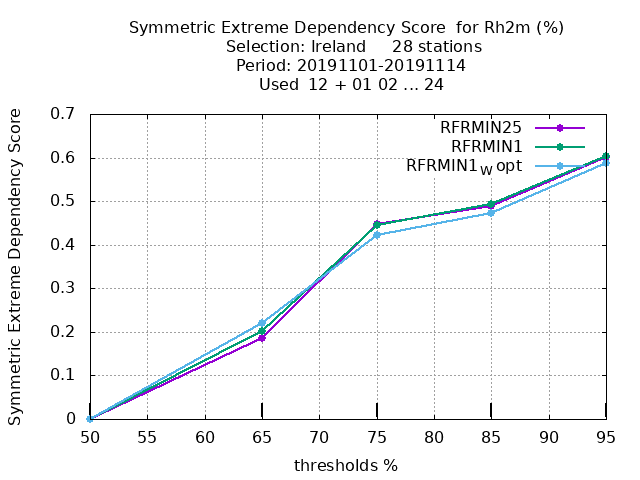 Symmetric Extreme Dependency Score  for Rh2m (%)
Selection: Ireland     28 stations
Period: 20191101-20191114
Used  12 + 01 02 ... 24
Symmetric Extreme Dependency Score
0.7
0.6
0.5
0.4
0.3
0.2
0.1
0
RFRMIN25
RFRMIN1
RFRMIN1W opt
50 55 60 65 70 75 80 85 90 95
thresholds %